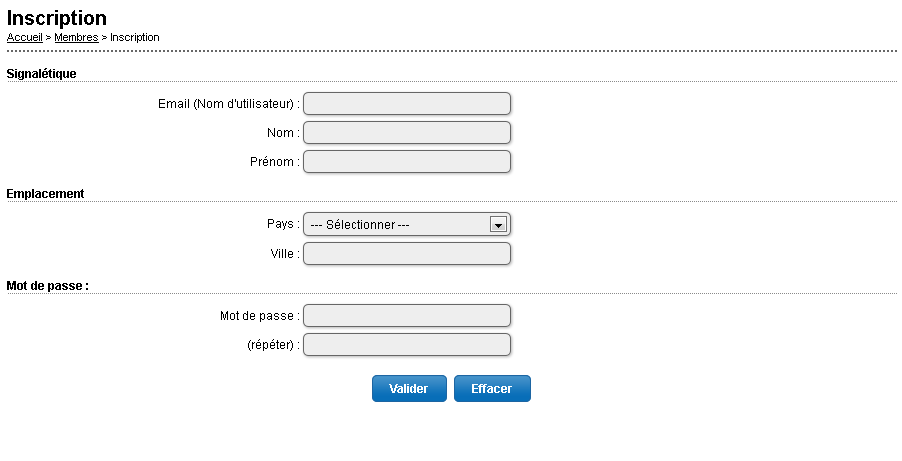 Inscription
Accueil > Membres > Inscription
Signalétique
Email (Nom d'utilisateur) :
Nom :
Prénom :
Emplacement
Pays : --- Sélectionner ---
Ville :
Mot de passe :
Mot de passe :
(répéter) :
Valider Effacer